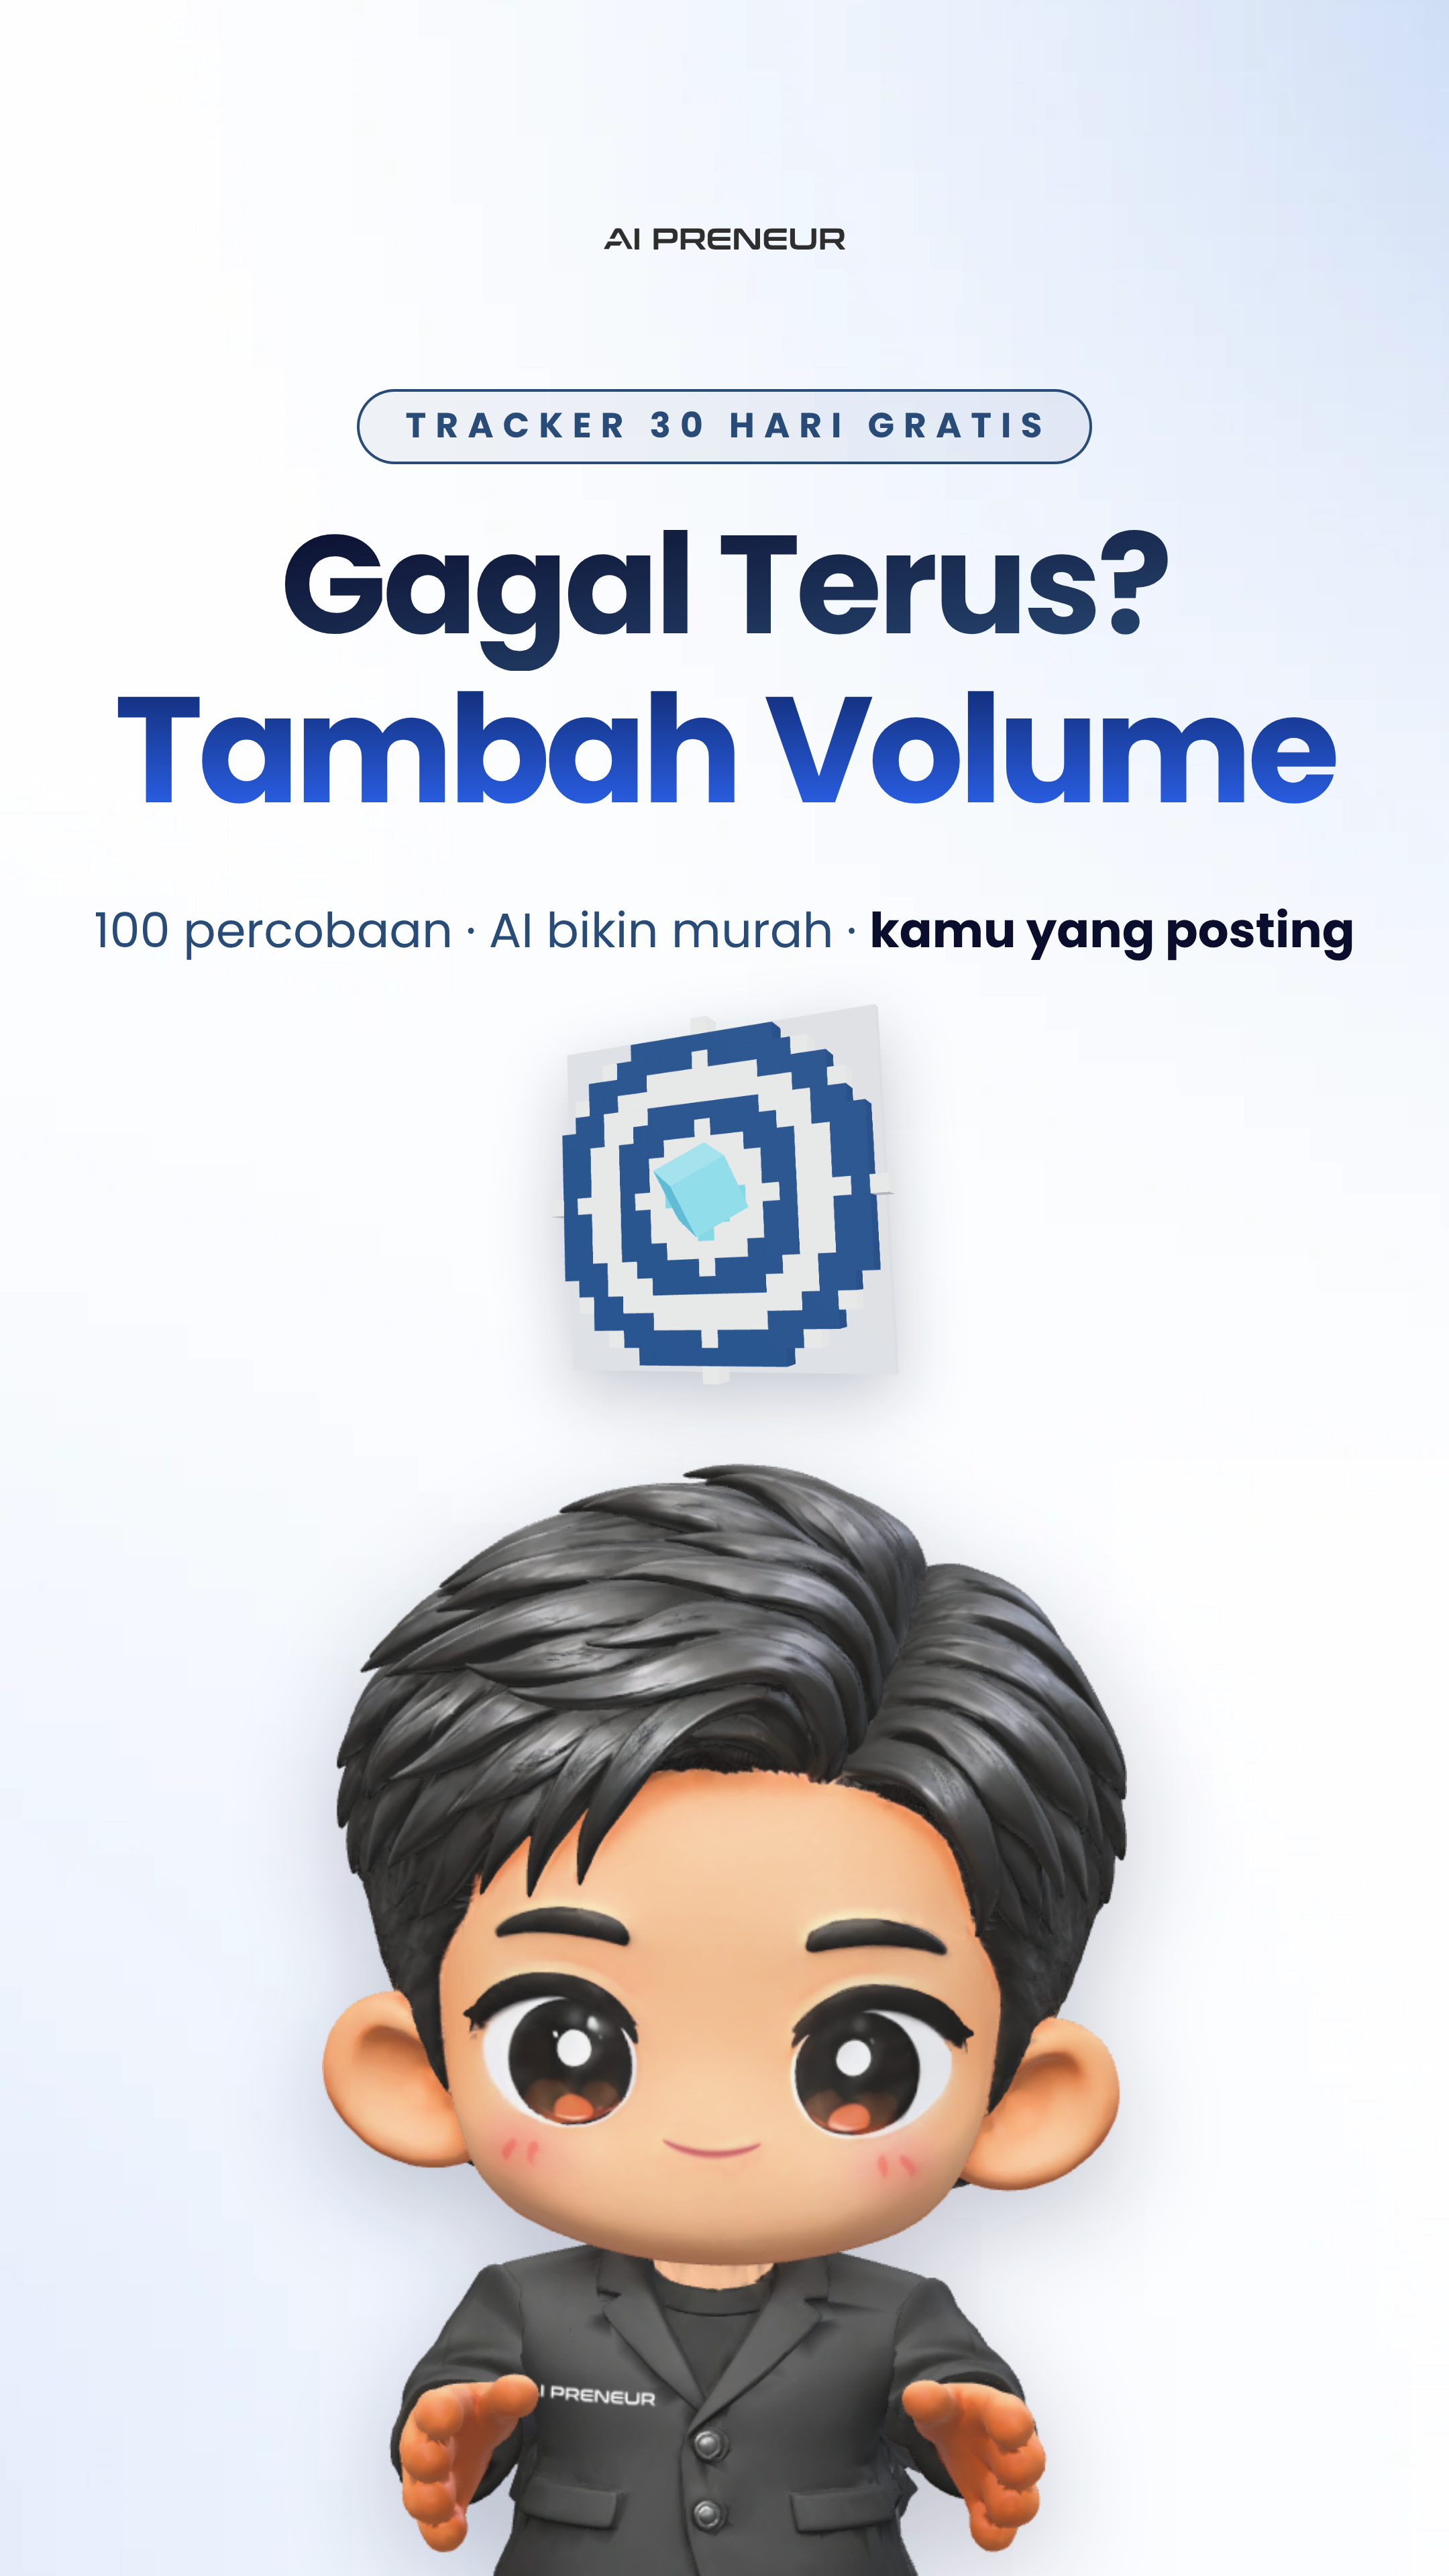 AI PRENEUR
TRACKER 30 HARI GRATIS
Gagal Terus?
Tambah Volume
100 percobaan · AI bikin murah · kamu yang posting
I PRENEUR